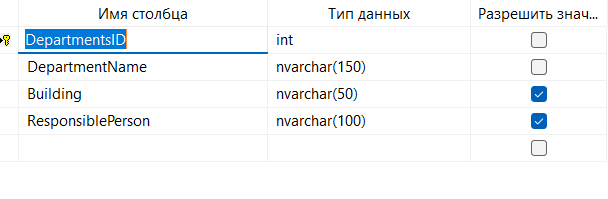 Имя столбца Тип данных Разрешить знач...
DepartmentsID int
DepartmentName nvarchar(150)
Building nvarchar(50)
ResponsiblePerson nvarchar(100)